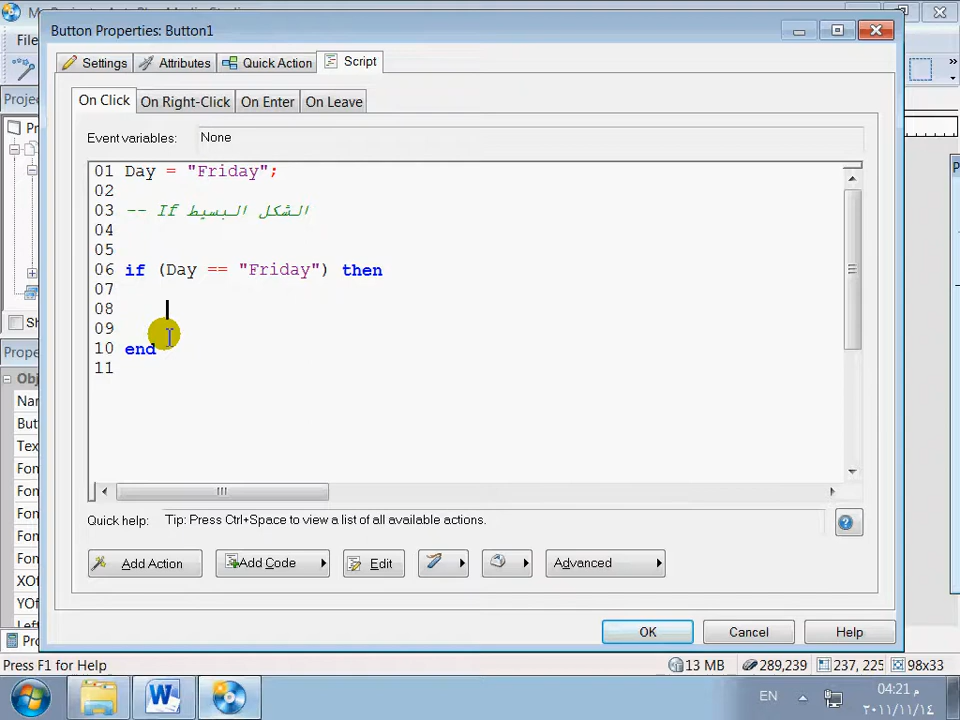 Button Properties: Button1
File
Settings
Attributes
Quick Action
Script
On Click
On Right-Click
On Enter
On Leave
Event variables:
None
01 Day = "Friday";
02
03 -- If الشكل البسيط
04
05
06 if (Day == "Friday") then
07
08
09
10 end
11
Quick help:
Tip: Press Ctrl+Space to view a list of all available actions.
Add Action
Add Code
Edit
Advanced
OK
Cancel
Help
Press F1 for Help
13 MB
289,239
237, 225
98x33
EN
04:21 م
٢٠١١/١١/١٤